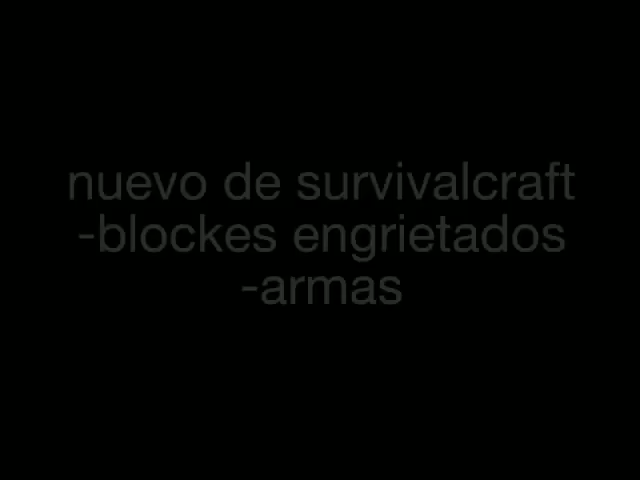 nuevo de survivalcraft
-blockes engrietados
-armas